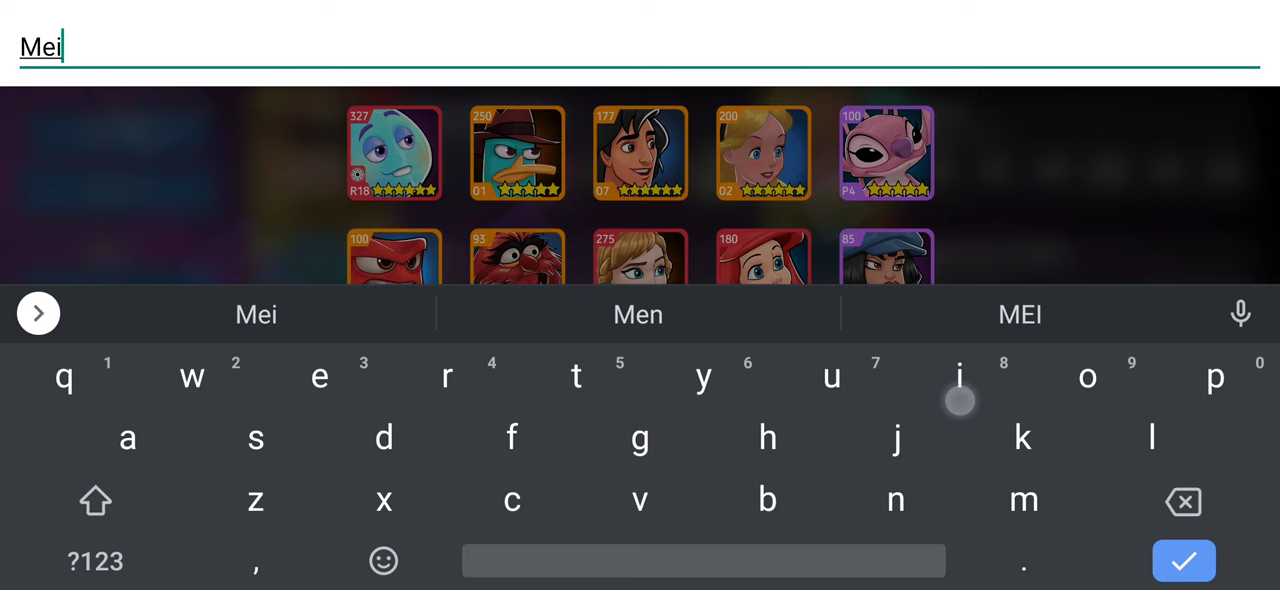 Mei
327 250 177 200 100
R18 01 07 02 P4
100 93 275 180 85
Mei Men MEI
q 1 w 2 e 3 r 4 t 5 y 6 u 7 i 8 o 9 p 0
a s d f g h j k l
z x c v b n m
?123 , .